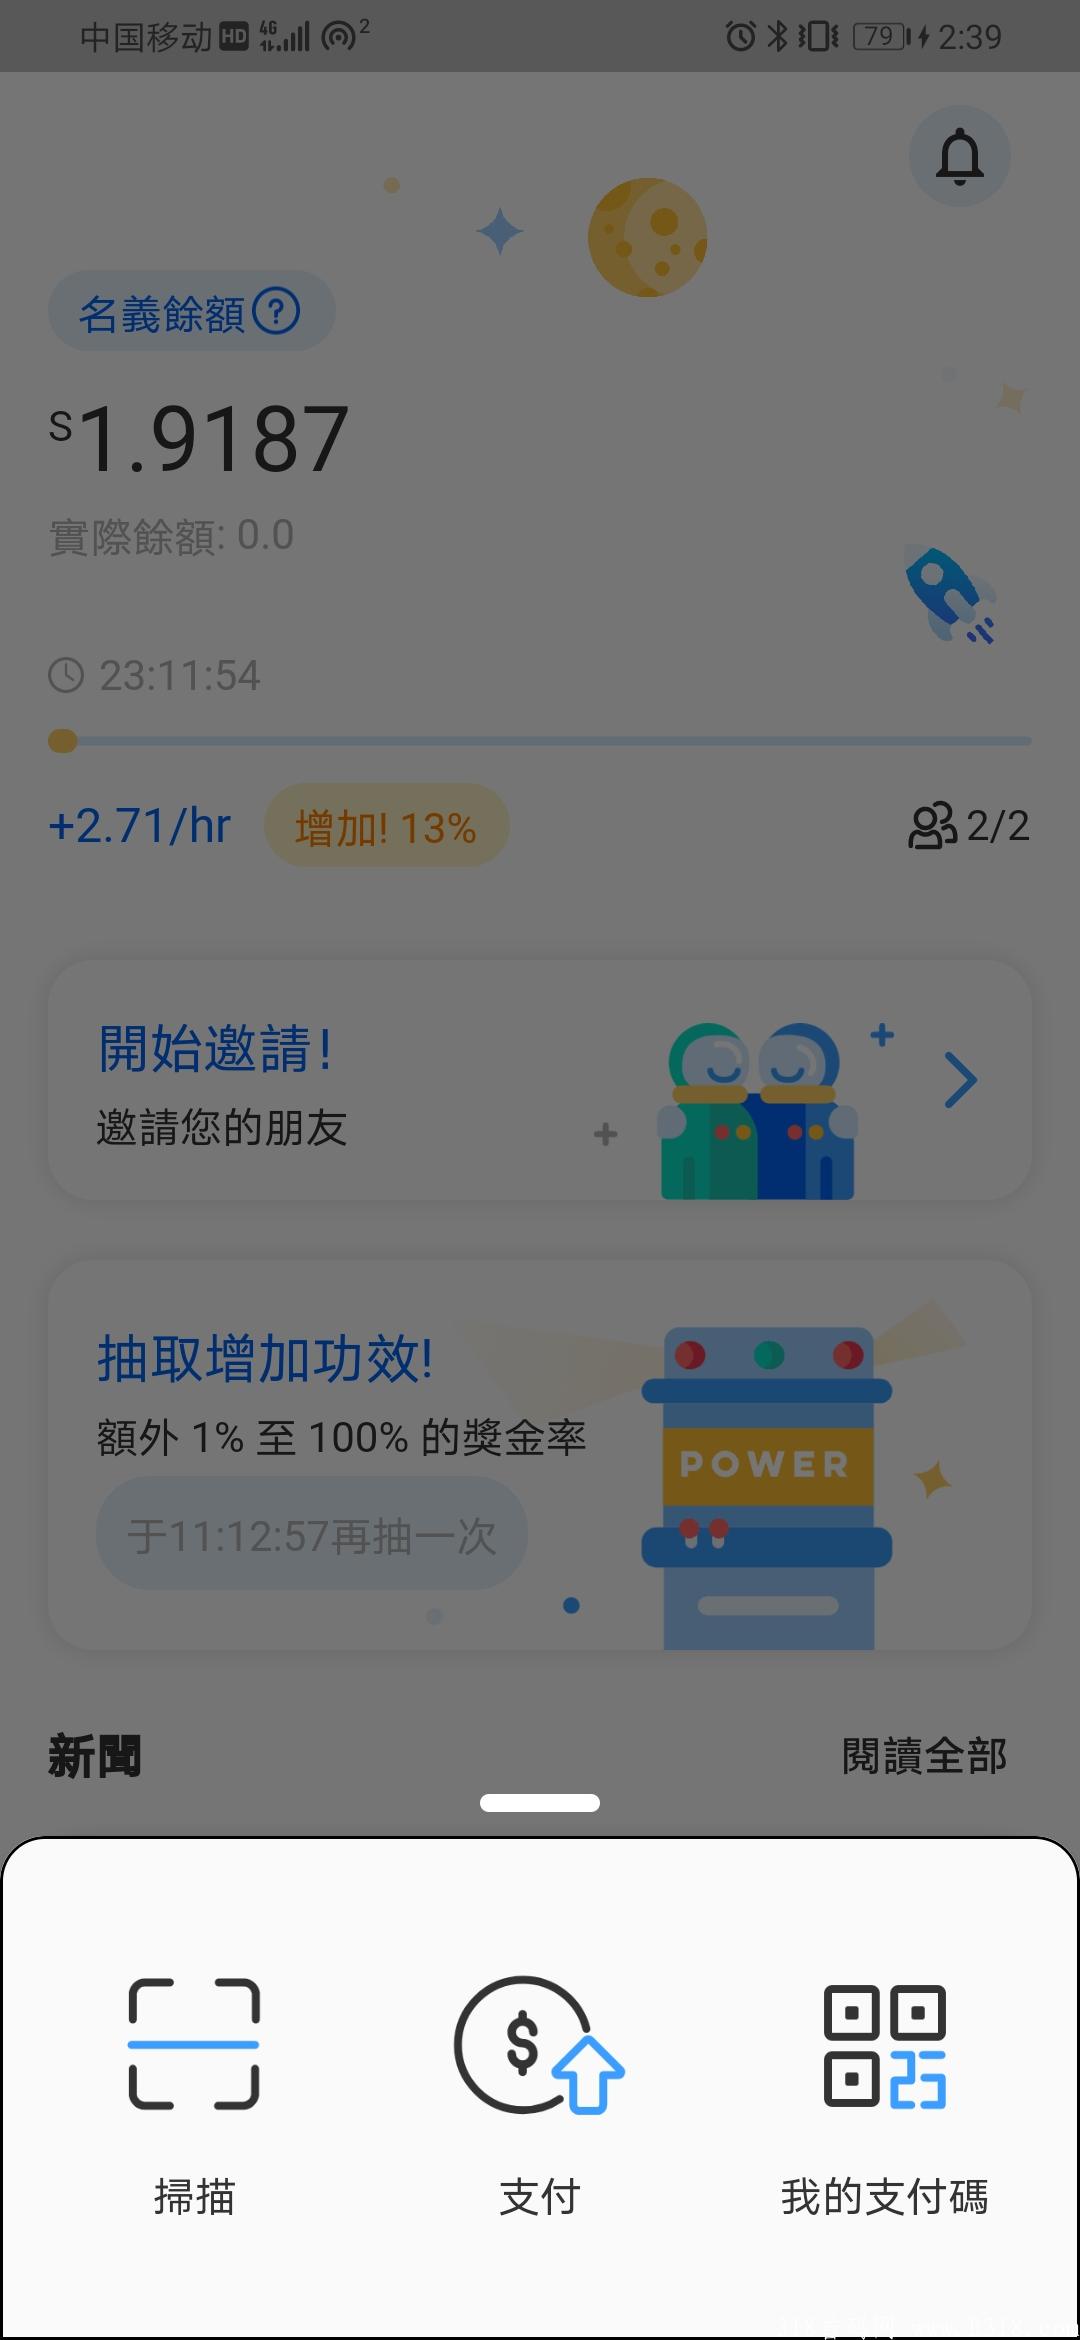 中国移动 HD 4G 2 79 2:39
名義餘額 ?
S 1.9187
實際餘額: 0.0
23:11:54
+2.71/hr 增加! 13% 2/2
開始邀請!
邀請您的朋友
抽取增加功效!
額外 1% 至 100% 的獎金率
POWER
于11:12:57再抽一次
新聞 閱讀全部
掃描 支付 我的支付碼